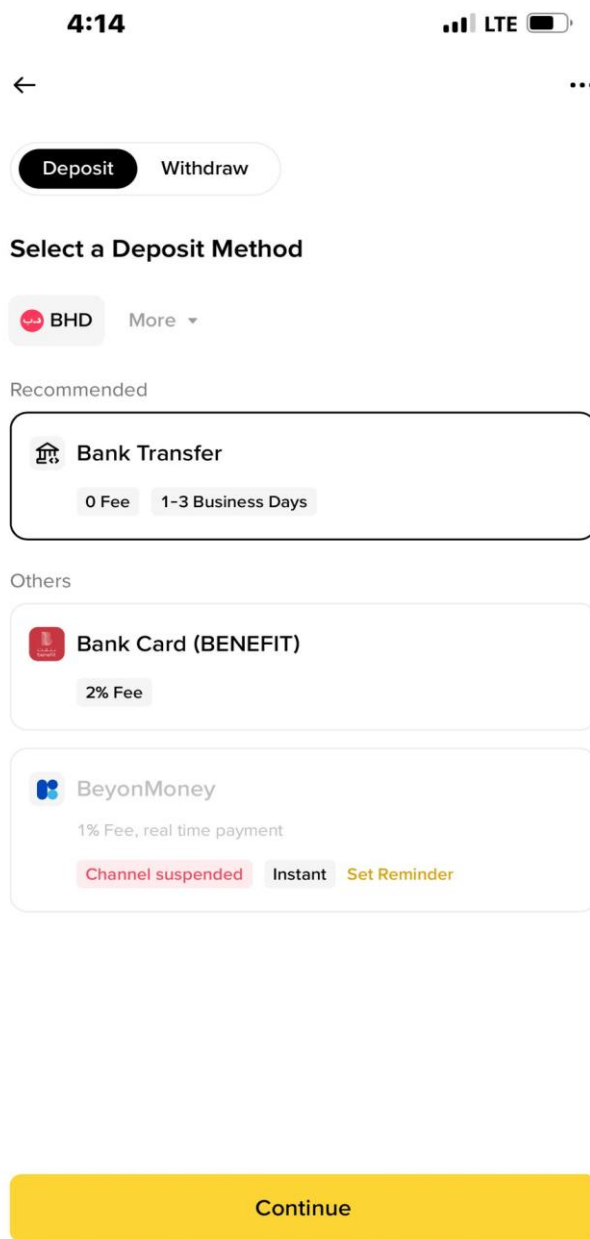 4:14
LTE
Deposit
Withdraw
Select a Deposit Method
BHD
More
Recommended
Bank Transfer
0 Fee
1-3 Business Days
Others
Bank Card (BENEFIT)
2% Fee
BeyonMoney
1% Fee, real time payment
Channel suspended
Instant
Set Reminder
Continue